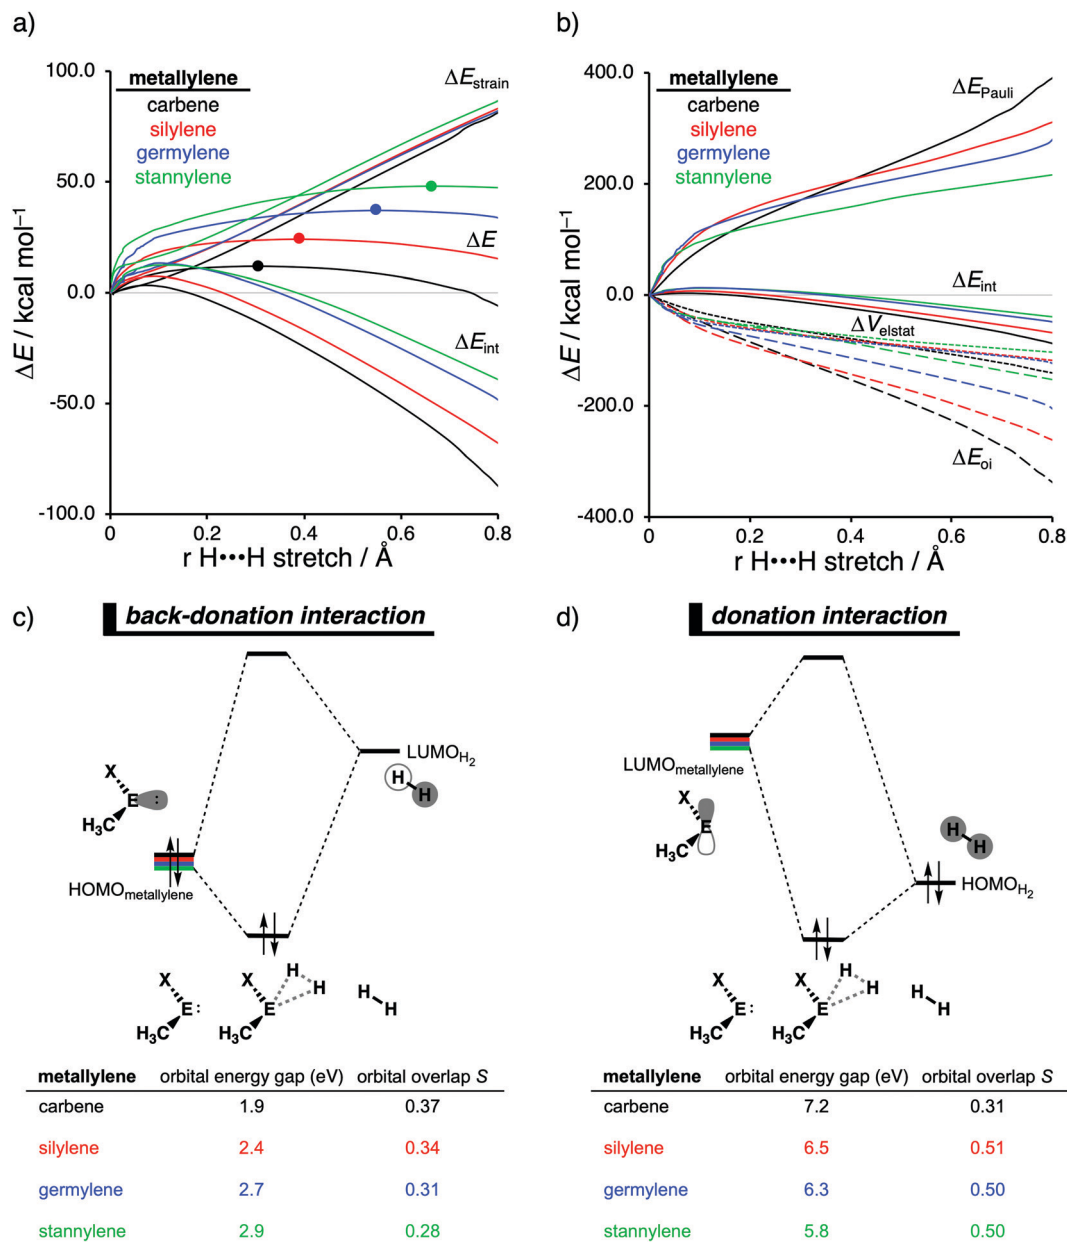 a)
metallylene
carbene
silylene
germylene
stannylene
ΔE / kcal mol⁻¹
100.0
50.0
0.0
-50.0
-100.0
ΔEstrain
ΔE
ΔEint
0 0.2 0.4 0.6 0.8
r H•••H stretch / Å
b)
metallylene
carbene
silylene
germylene
stannylene
ΔE / kcal mol⁻¹
400.0
200.0
0.0
-200.0
-400.0
ΔEPauli
ΔEint
ΔVelstat
ΔEoi
0 0.2 0.4 0.6 0.8
r H•••H stretch / Å
c)
back-donation interaction
LUMOH2
H
H
X
E :
H3C
HOMOmetallylene
X
E :
H3C
X
H
H
E
H3C
H
H
metallylene orbital energy gap (eV) orbital overlap S
carbene 1.9 0.37
silylene 2.4 0.34
germylene 2.7 0.31
stannylene 2.9 0.28
d)
donation interaction
LUMOmetallylene
X
E
H3C
H
H
HOMOH2
X
E :
H3C
X
H
H
E
H3C
H
H
metallylene orbital energy gap (eV) orbital overlap S
carbene 7.2 0.31
silylene 6.5 0.51
germylene 6.3 0.50
stannylene 5.8 0.50